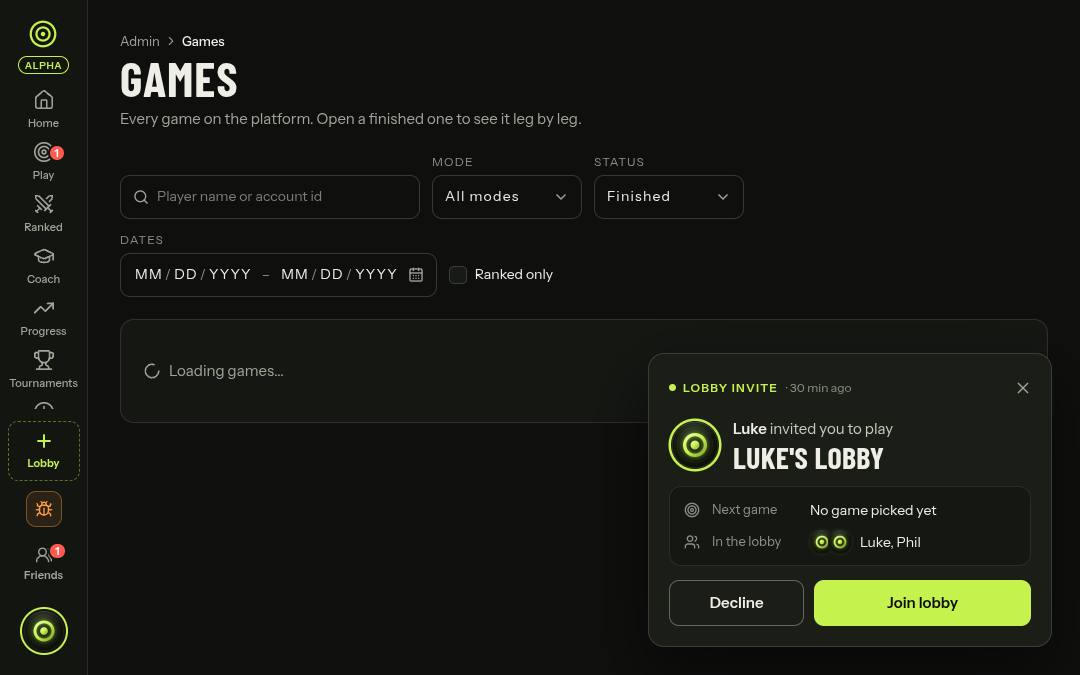 ALPHA
Home
1
Play
Ranked
Coach
Progress
Tournaments
Lobby
1
Friends
Admin > Games
GAMES
Every game on the platform. Open a finished one to see it leg by leg.
MODE
STATUS
Player name or account id
All modes
Finished
DATES
MM / DD / YYYY – MM / DD / YYYY
Ranked only
Loading games...
LOBBY INVITE · 30 min ago
Luke invited you to play
LUKE'S LOBBY
Next game No game picked yet
In the lobby Luke, Phil
Decline
Join lobby